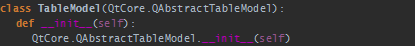 class TableModel(QtCore.QAbstractTableModel):
    def __init__(self):
        QtCore.QAbstractTableModel.__init__(self)